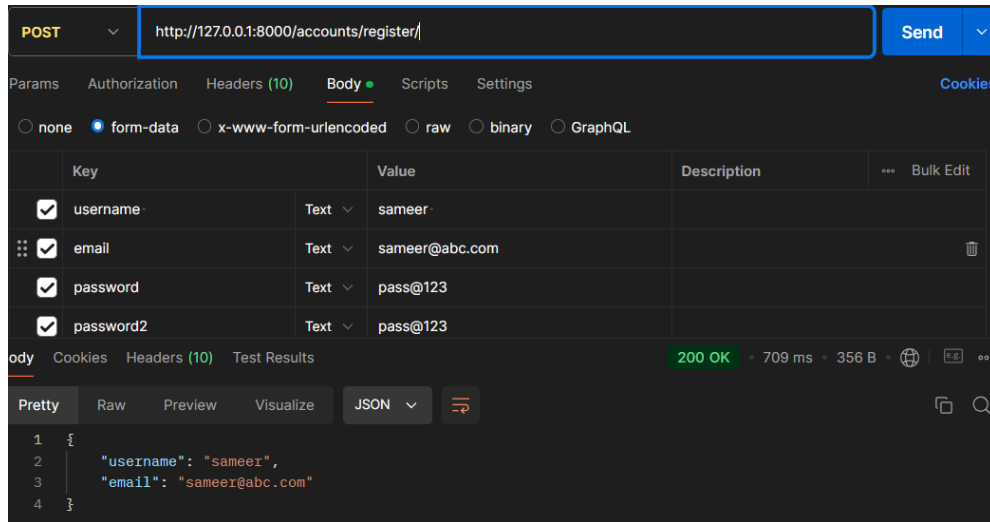 POST http://127.0.0.1:8000/accounts/register/ Send
Params Authorization Headers (10) Body Scripts Settings Cookies
none form-data x-www-form-urlencoded raw binary GraphQL
Key Value Description Bulk Edit
username Text sameer
email Text sameer@abc.com
password Text pass@123
password2 Text pass@123
ody Cookies Headers (10) Test Results 200 OK 709 ms 356 B e.g.
Pretty Raw Preview Visualize JSON
1 {
2 "username": "sameer",
3 "email": "sameer@abc.com"
4 }